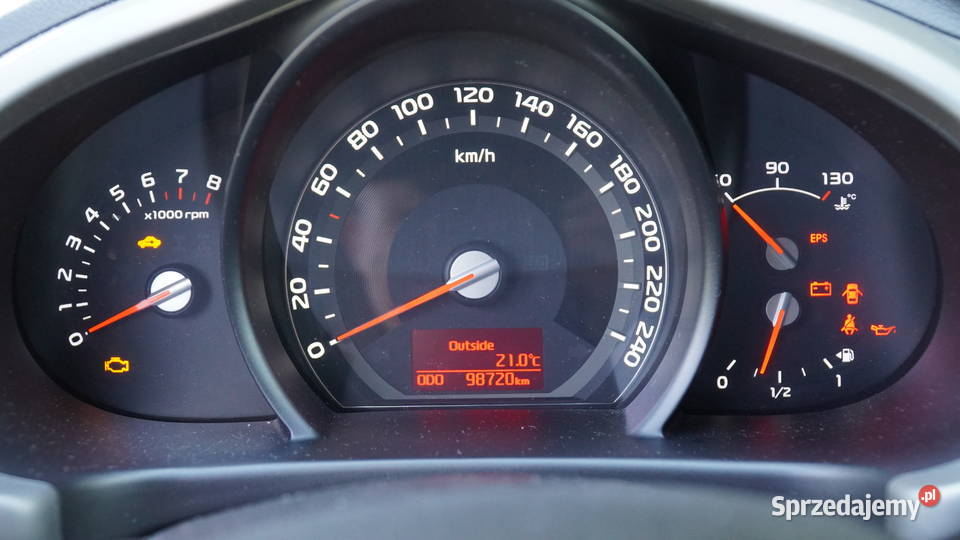 0 1 2 3 4 5 6 7 8
x1000 rpm
0 20 40 60 80 100 120 140 160 180 200 220 240
km/h
Outside
21.0°C
ODO 98720km
90 130
°C
EPS
0 1/2 1
Sprzedajemy.pl